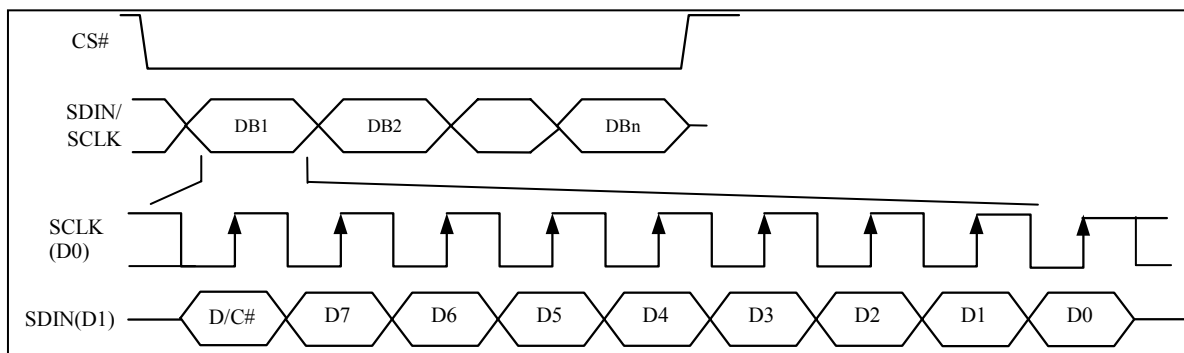 CS#
SDIN/
SCLK
DB1 DB2 DBn
SCLK
(D0)
SDIN(D1) D/C# D7 D6 D5 D4 D3 D2 D1 D0